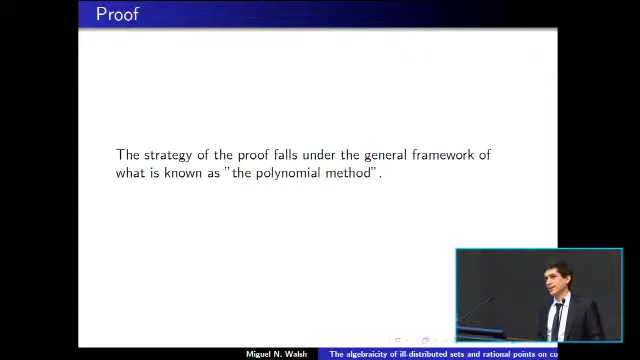 Proof
The strategy of the proof falls under the general framework of
what is known as "the polynomial method".
Miguel N. Walsh
The algebraicity of ill-distributed sets and rational points on cu